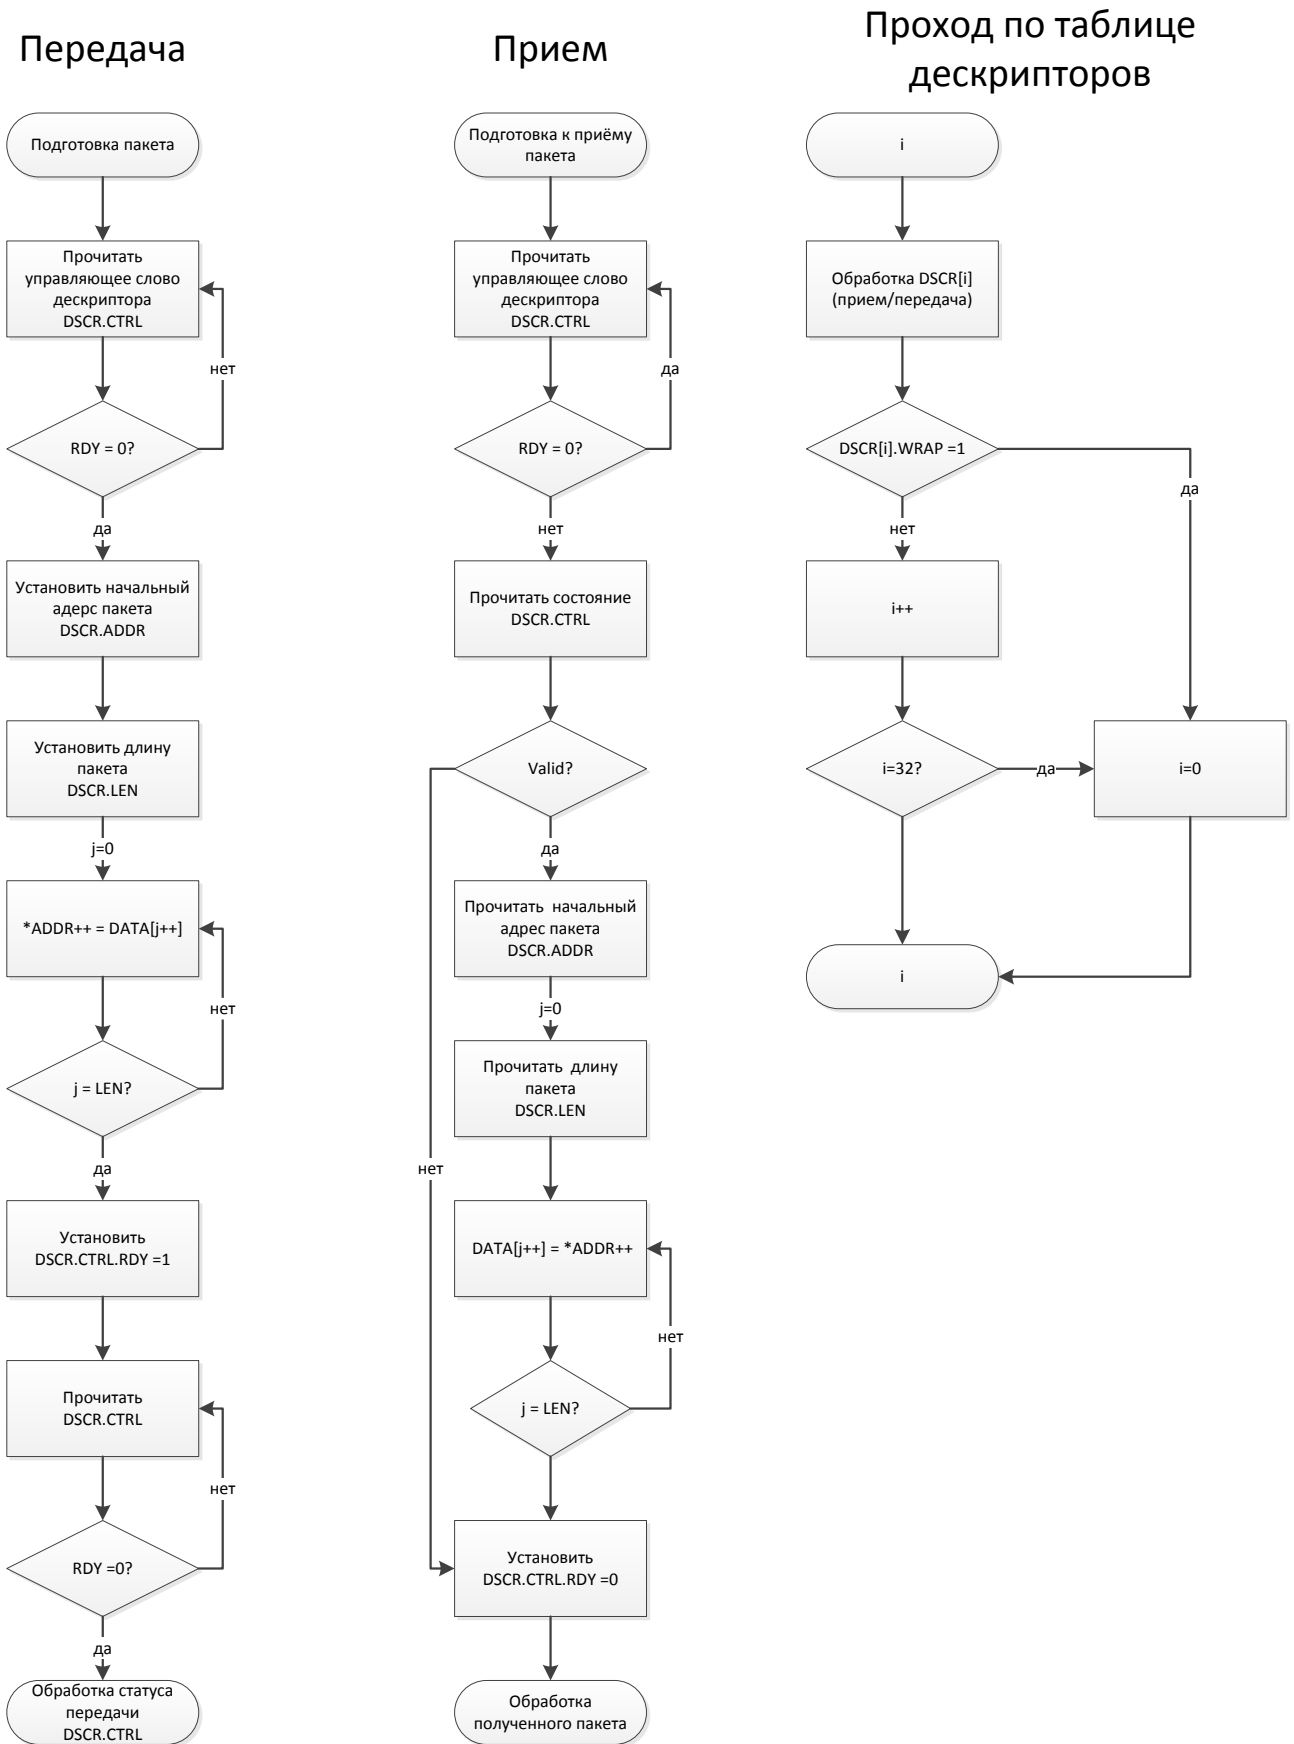 Передача
Подготовка пакета
Прочитать
управляющее слово
дескриптора
DSCR.CTRL
нет
RDY = 0?
да
Установить начальный
адерс пакета
DSCR.ADDR
Установить длину
пакета
DSCR.LEN
j=0
*ADDR++ = DATA[j++]
нет
j = LEN?
да
Установить
DSCR.CTRL.RDY =1
Прочитать
DSCR.CTRL
нет
RDY =0?
да
Обработка статуса
передачи
DSCR.CTRL
Прием
Подготовка к приёму
пакета
Прочитать
управляющее слово
дескриптора
DSCR.CTRL
да
RDY = 0?
нет
Прочитать состояние
DSCR.CTRL
Valid?
да
Прочитать начальный
адрес пакета
DSCR.ADDR
j=0
Прочитать длину
пакета
DSCR.LEN
нет
DATA[j++] = *ADDR++
нет
j = LEN?
Установить
DSCR.CTRL.RDY =0
Обработка
полученного пакета
Проход по таблице
дескрипторов
i
Обработка DSCR[i]
(прием/передача)
DSCR[i].WRAP =1
да
нет
i++
i=32?
да
i=0
i